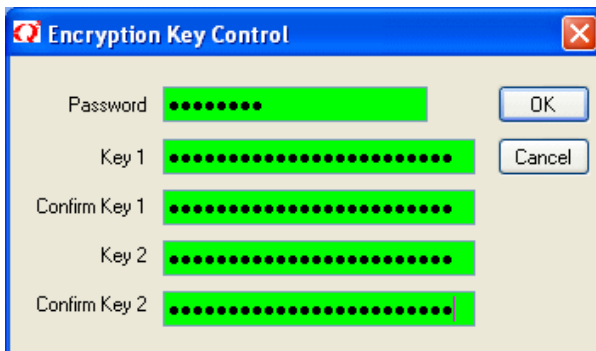 Encryption Key Control
Password ●●●●●●●● OK
Key 1 ●●●●●●●●●●●●●●●●●●●●●●●● Cancel
Confirm Key 1 ●●●●●●●●●●●●●●●●●●●●●●●●
Key 2 ●●●●●●●●●●●●●●●●●●●●●●●●
Confirm Key 2 ●●●●●●●●●●●●●●●●●●●●●●●●